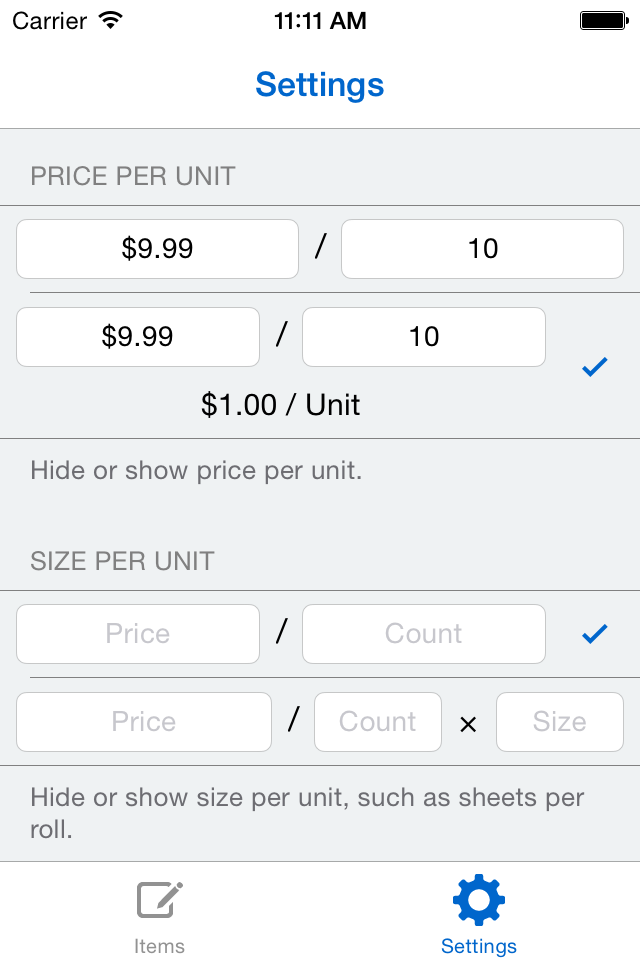 Carrier 11:11 AM
Settings
PRICE PER UNIT
$9.99 / 10
$9.99 / 10
$1.00 / Unit
Hide or show price per unit.
SIZE PER UNIT
Price / Count
Price / Count × Size
Hide or show size per unit, such as sheets per
roll.
Items Settings